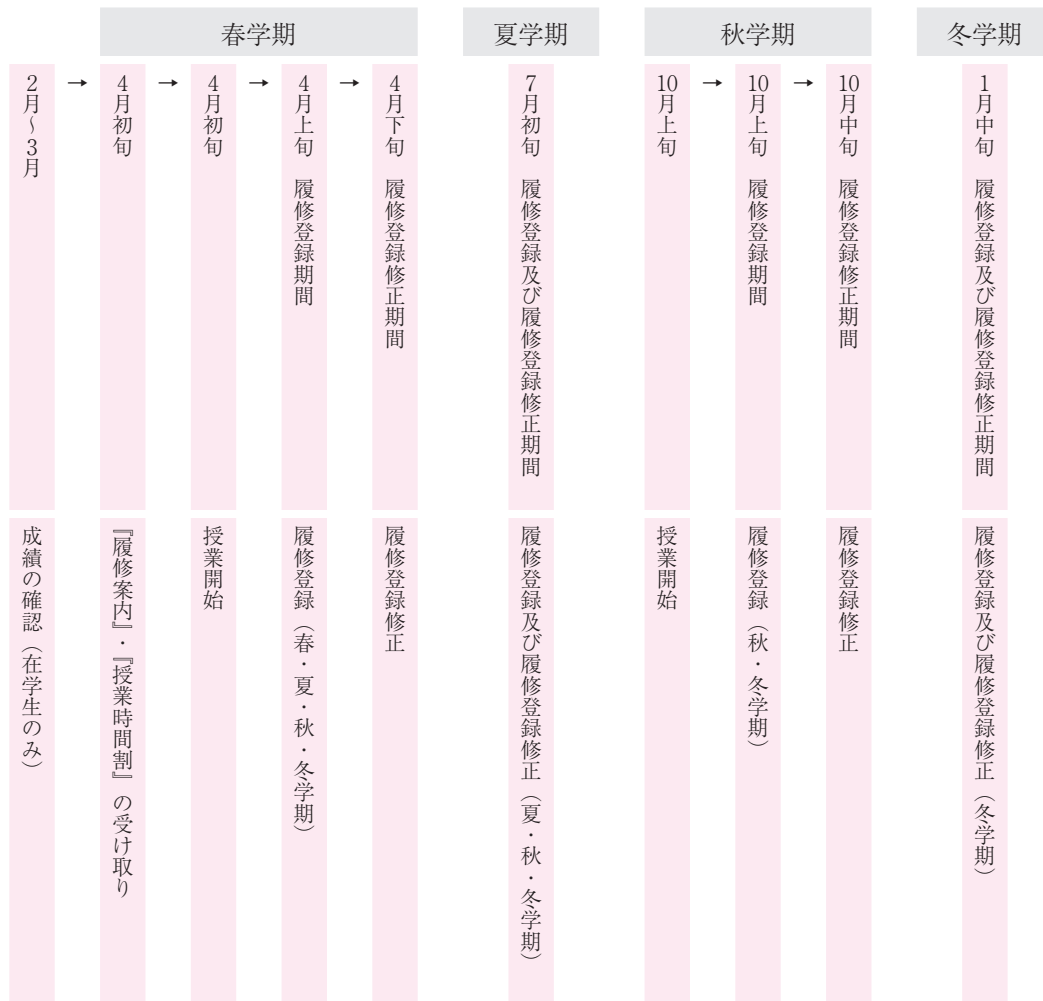 春学期
夏学期
秋学期
冬学期
2月～3月
→
4月初旬
→
4月初旬
→
4月上旬　履修登録期間
→
4月下旬　履修登録修正期間
7月初旬　履修登録及び履修登録修正期間
10月上旬
→
10月上旬　履修登録期間
→
10月中旬　履修登録修正期間
1月中旬　履修登録及び履修登録修正期間
成績の確認（在学生のみ）
『履修案内』・『授業時間割』の受け取り
授業開始
履修登録（春・夏・秋・冬学期）
履修登録修正
履修登録及び履修登録修正（夏・秋・冬学期）
授業開始
履修登録（秋・冬学期）
履修登録修正
履修登録及び履修登録修正（冬学期）